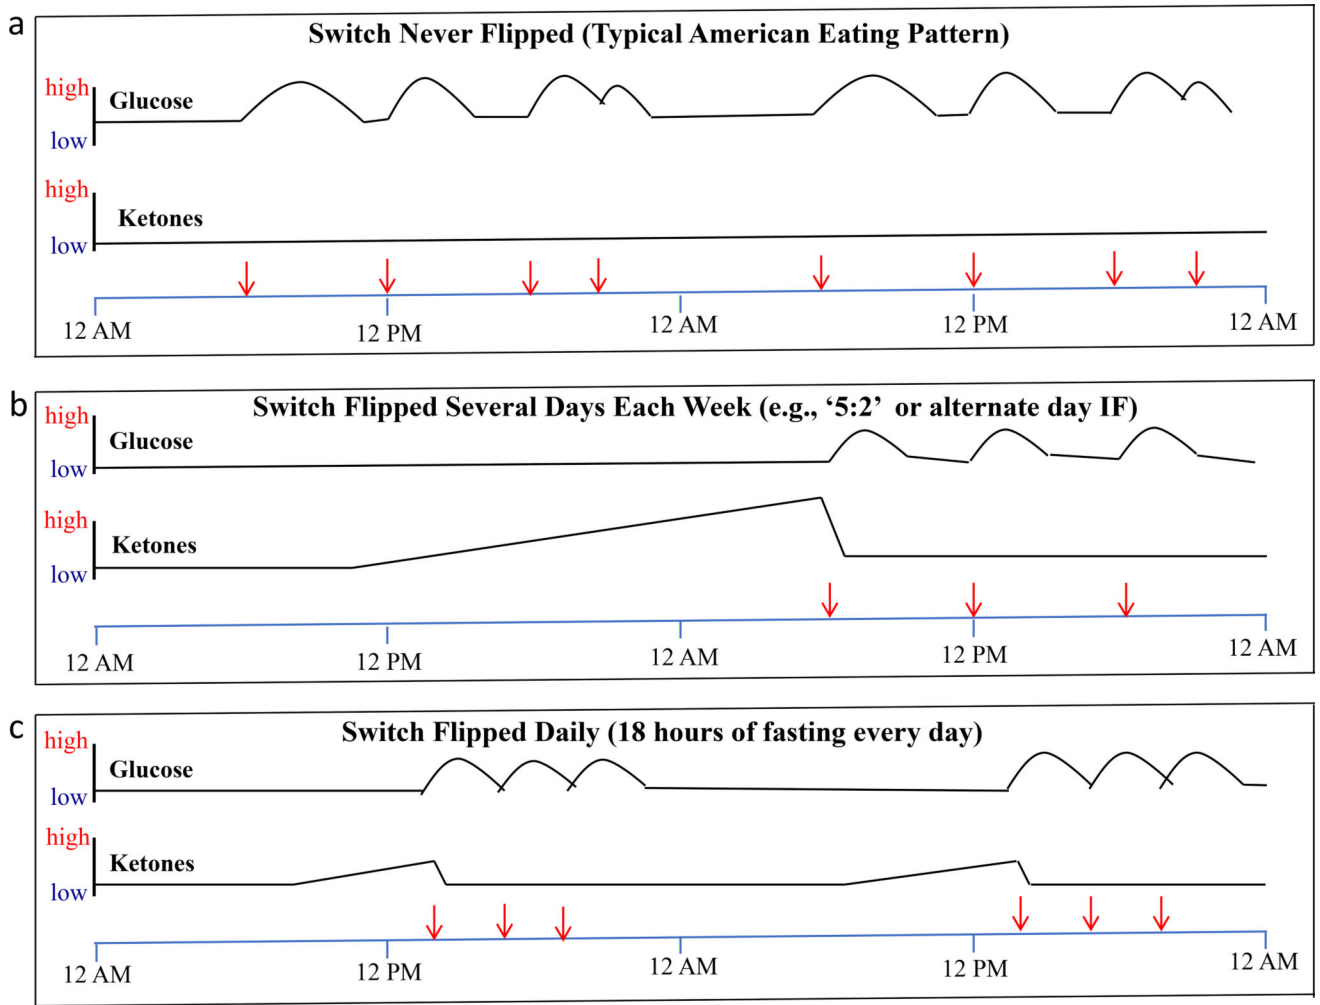 a
Switch Never Flipped (Typical American Eating Pattern)
high
Glucose
low
high
Ketones
low
12 AM 12 PM 12 AM 12 PM 12 AM
b
Switch Flipped Several Days Each Week (e.g., ‘5:2’ or alternate day IF)
high
Glucose
low
high
Ketones
low
12 AM 12 PM 12 AM 12 PM 12 AM
c
Switch Flipped Daily (18 hours of fasting every day)
high
Glucose
low
high
Ketones
low
12 AM 12 PM 12 AM 12 PM 12 AM